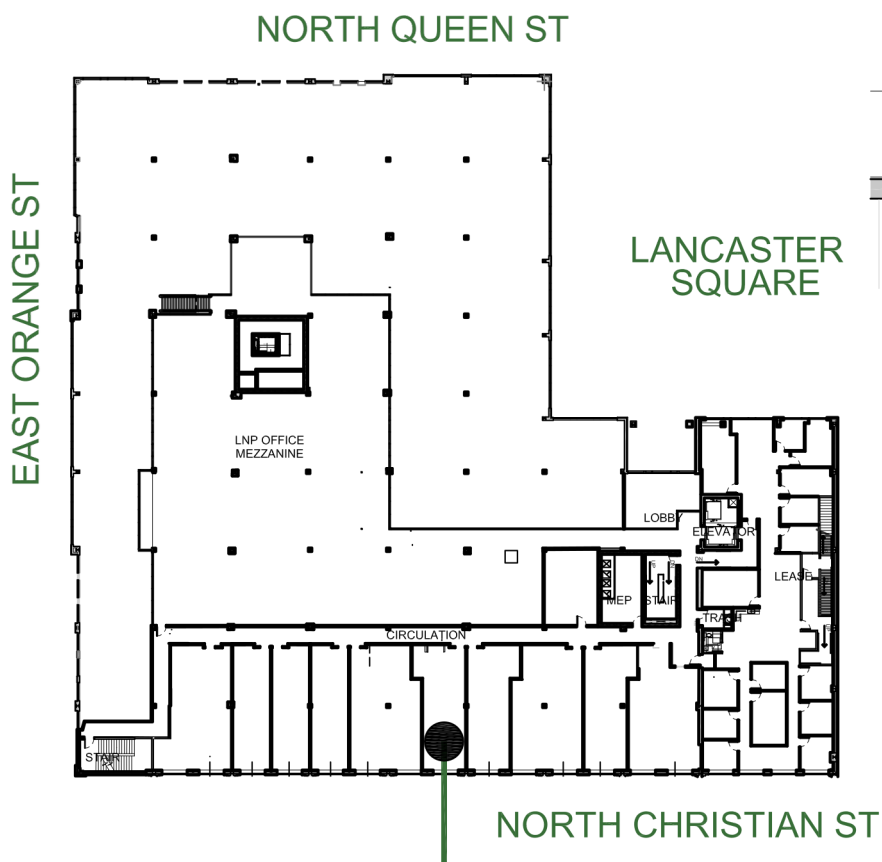 NORTH QUEEN ST
EAST ORANGE ST
LANCASTER
SQUARE
LNP OFFICE
MEZZANINE
LOBBY
ELEVATOR
DN
LEASE
MEP
STAIR
TRASH
CIRCULATION
STAIR
NORTH CHRISTIAN ST